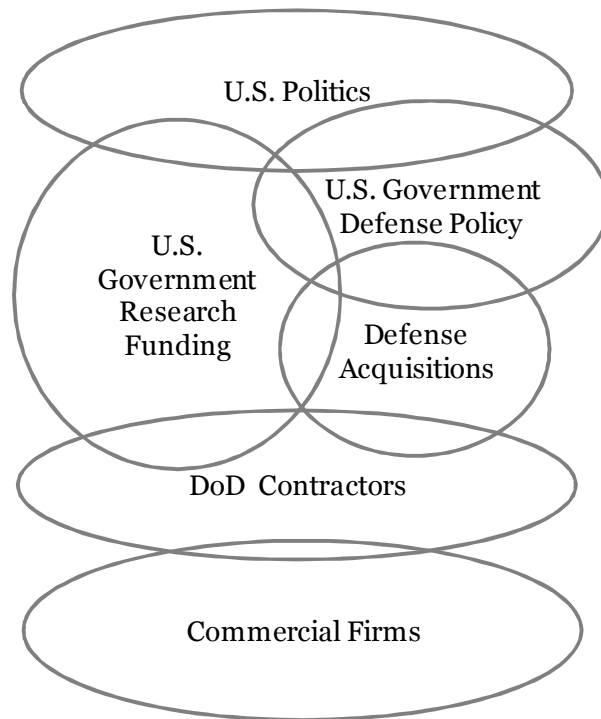 U.S. Politics
U.S. Government
Defense Policy
U.S.
Government
Research
Funding
Defense
Acquisitions
DoD Contractors
Commercial Firms